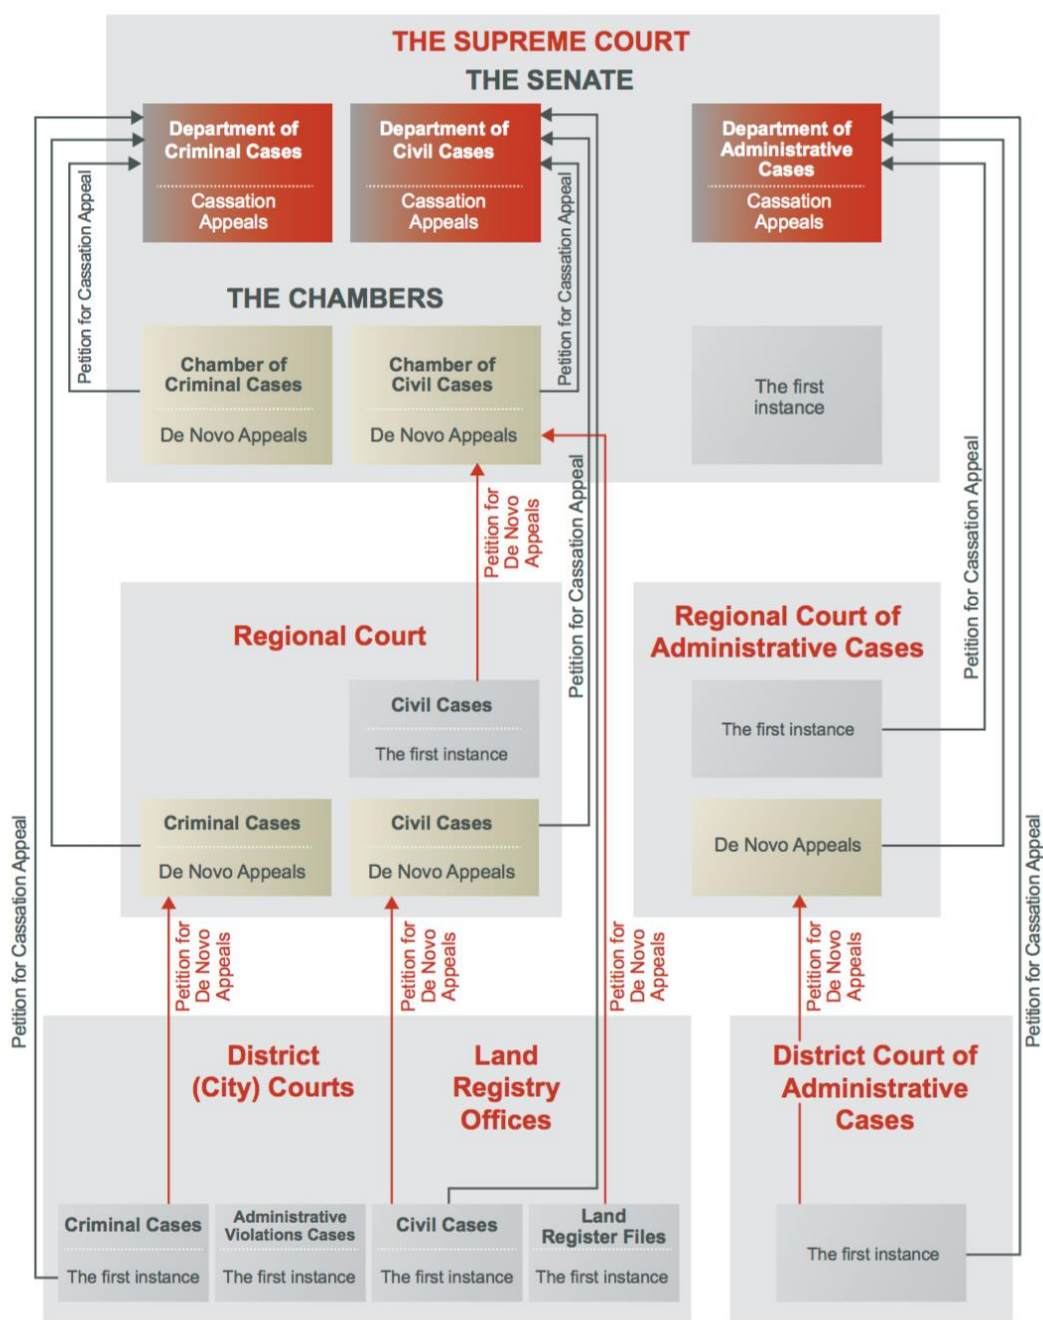 THE SUPREME COURT
THE SENATE
Department of
Criminal Cases
Cassation
Appeals
Department of
Civil Cases
Cassation
Appeals
Department of
Administrative
Cases
Cassation
Appeals
Petition for Cassation Appeal
Petition for Cassation Appeal
THE CHAMBERS
Chamber of
Criminal Cases
De Novo Appeals
Chamber of
Civil Cases
De Novo Appeals
The first
instance
Petition for
De Novo
Appeals
Petition for Cassation Appeal
Petition for Cassation Appeal
Regional Court
Civil Cases
The first instance
Criminal Cases
De Novo Appeals
Civil Cases
De Novo Appeals
Regional Court of
Administrative Cases
The first instance
De Novo Appeals
Petition for Cassation Appeal
Petition for
De Novo
Appeals
Petition for
De Novo
Appeals
Petition for
De Novo
Appeals
Petition for
De Novo
Appeals
Petition for Cassation Appeal
District
(City) Courts
Land
Registry
Offices
Criminal Cases
The first instance
Administrative
Violations Cases
The first instance
Civil Cases
The first instance
Land
Register Files
The first instance
District Court of
Administrative
Cases
The first instance